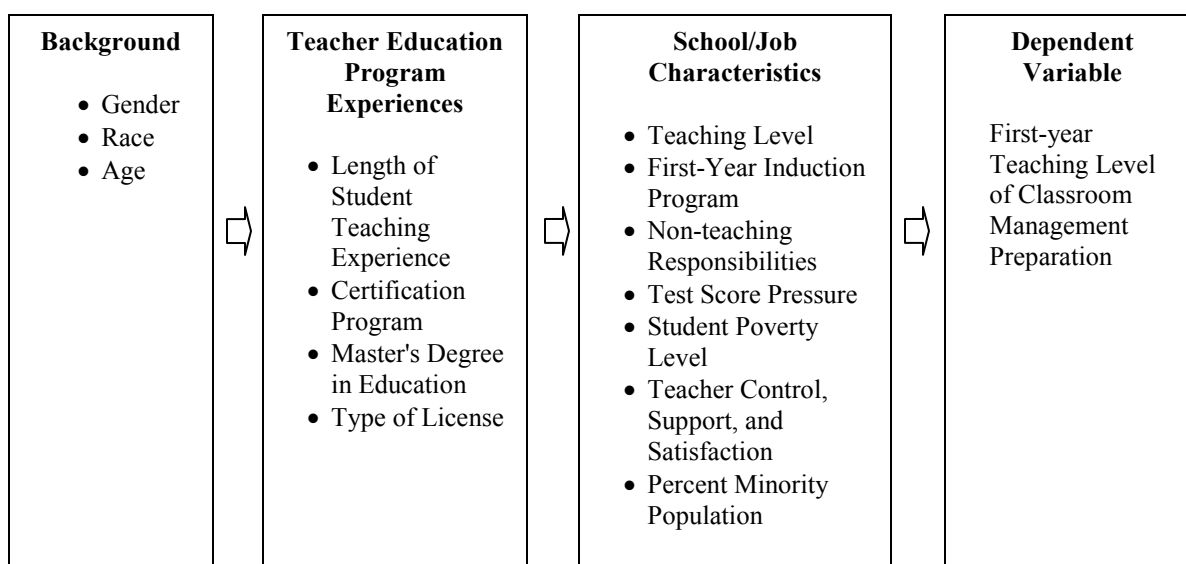 Background
• Gender
• Race
• Age
Teacher Education
Program
Experiences
• Length of
Student
Teaching
Experience
• Certification
Program
• Master's Degree
in Education
• Type of License
School/Job
Characteristics
• Teaching Level
• First-Year Induction
Program
• Non-teaching
Responsibilities
• Test Score Pressure
• Student Poverty
Level
• Teacher Control,
Support, and
Satisfaction
• Percent Minority
Population
Dependent
Variable
First-year
Teaching Level
of Classroom
Management
Preparation